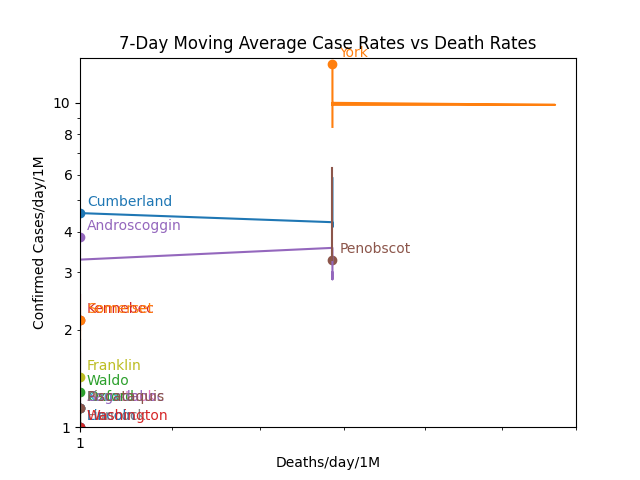 7-Day Moving Average Case Rates vs Death Rates
York
10
8
6
Cumberland
Androscoggin
4
Penobscot
3
Kennebec
2
Franklin
Waldo
Washington
1
1
Confirmed Cases/day/1M
Deaths/day/1M